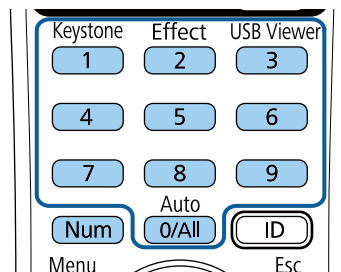 Keystone Effect USB Viewer
1 2 3
4 5 6
7 8 9
Auto
Num 0/All ID
Menu Esc